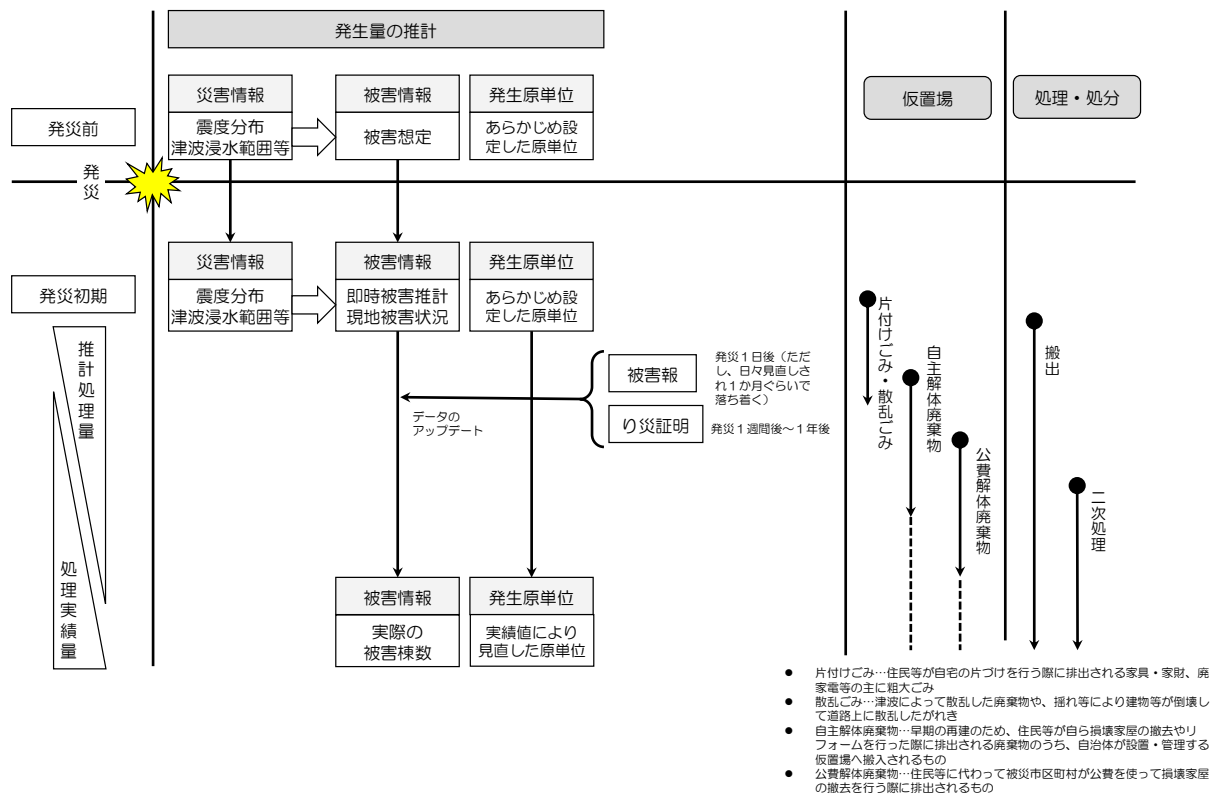 発生量の推計
仮置場
処理・処分
発災前
災害情報
震度分布
津波浸水範囲等
被害情報
被害想定
発生原単位
あらかじめ設
定した原単位
発災
発災初期
災害情報
震度分布
津波浸水範囲等
被害情報
即時被害推計
現地被害状況
発生原単位
あらかじめ設
定した原単位
推計処理量
処理実績量
データの
アップデート
被害報
発災1日後（ただ
し、日々見直しさ
れ1か月ぐらいで
落ち着く）
り災証明
発災1週間後～1年後
被害情報
実際の
被害棟数
発生原単位
実績値により
見直した原単位
片付けごみ・散乱ごみ
自主解体廃棄物
公費解体廃棄物
搬出
二次処理
● 片付けごみ…住民等が自宅の片づけを行う際に排出される家具・家財、廃
家電等の主に粗大ごみ
● 散乱ごみ…津波によって散乱した廃棄物や、揺れ等により建物等が倒壊し
て道路上に散乱したがれき
● 自主解体廃棄物…早期の再建のため、住民等が自ら損壊家屋の撤去やリ
フォームを行った際に排出される廃棄物のうち、自治体が設置・管理する
仮置場へ搬入されるもの
● 公費解体廃棄物…住民等に代わって被災市区町村が公費を使って損壊家屋
の撤去を行う際に排出されるもの